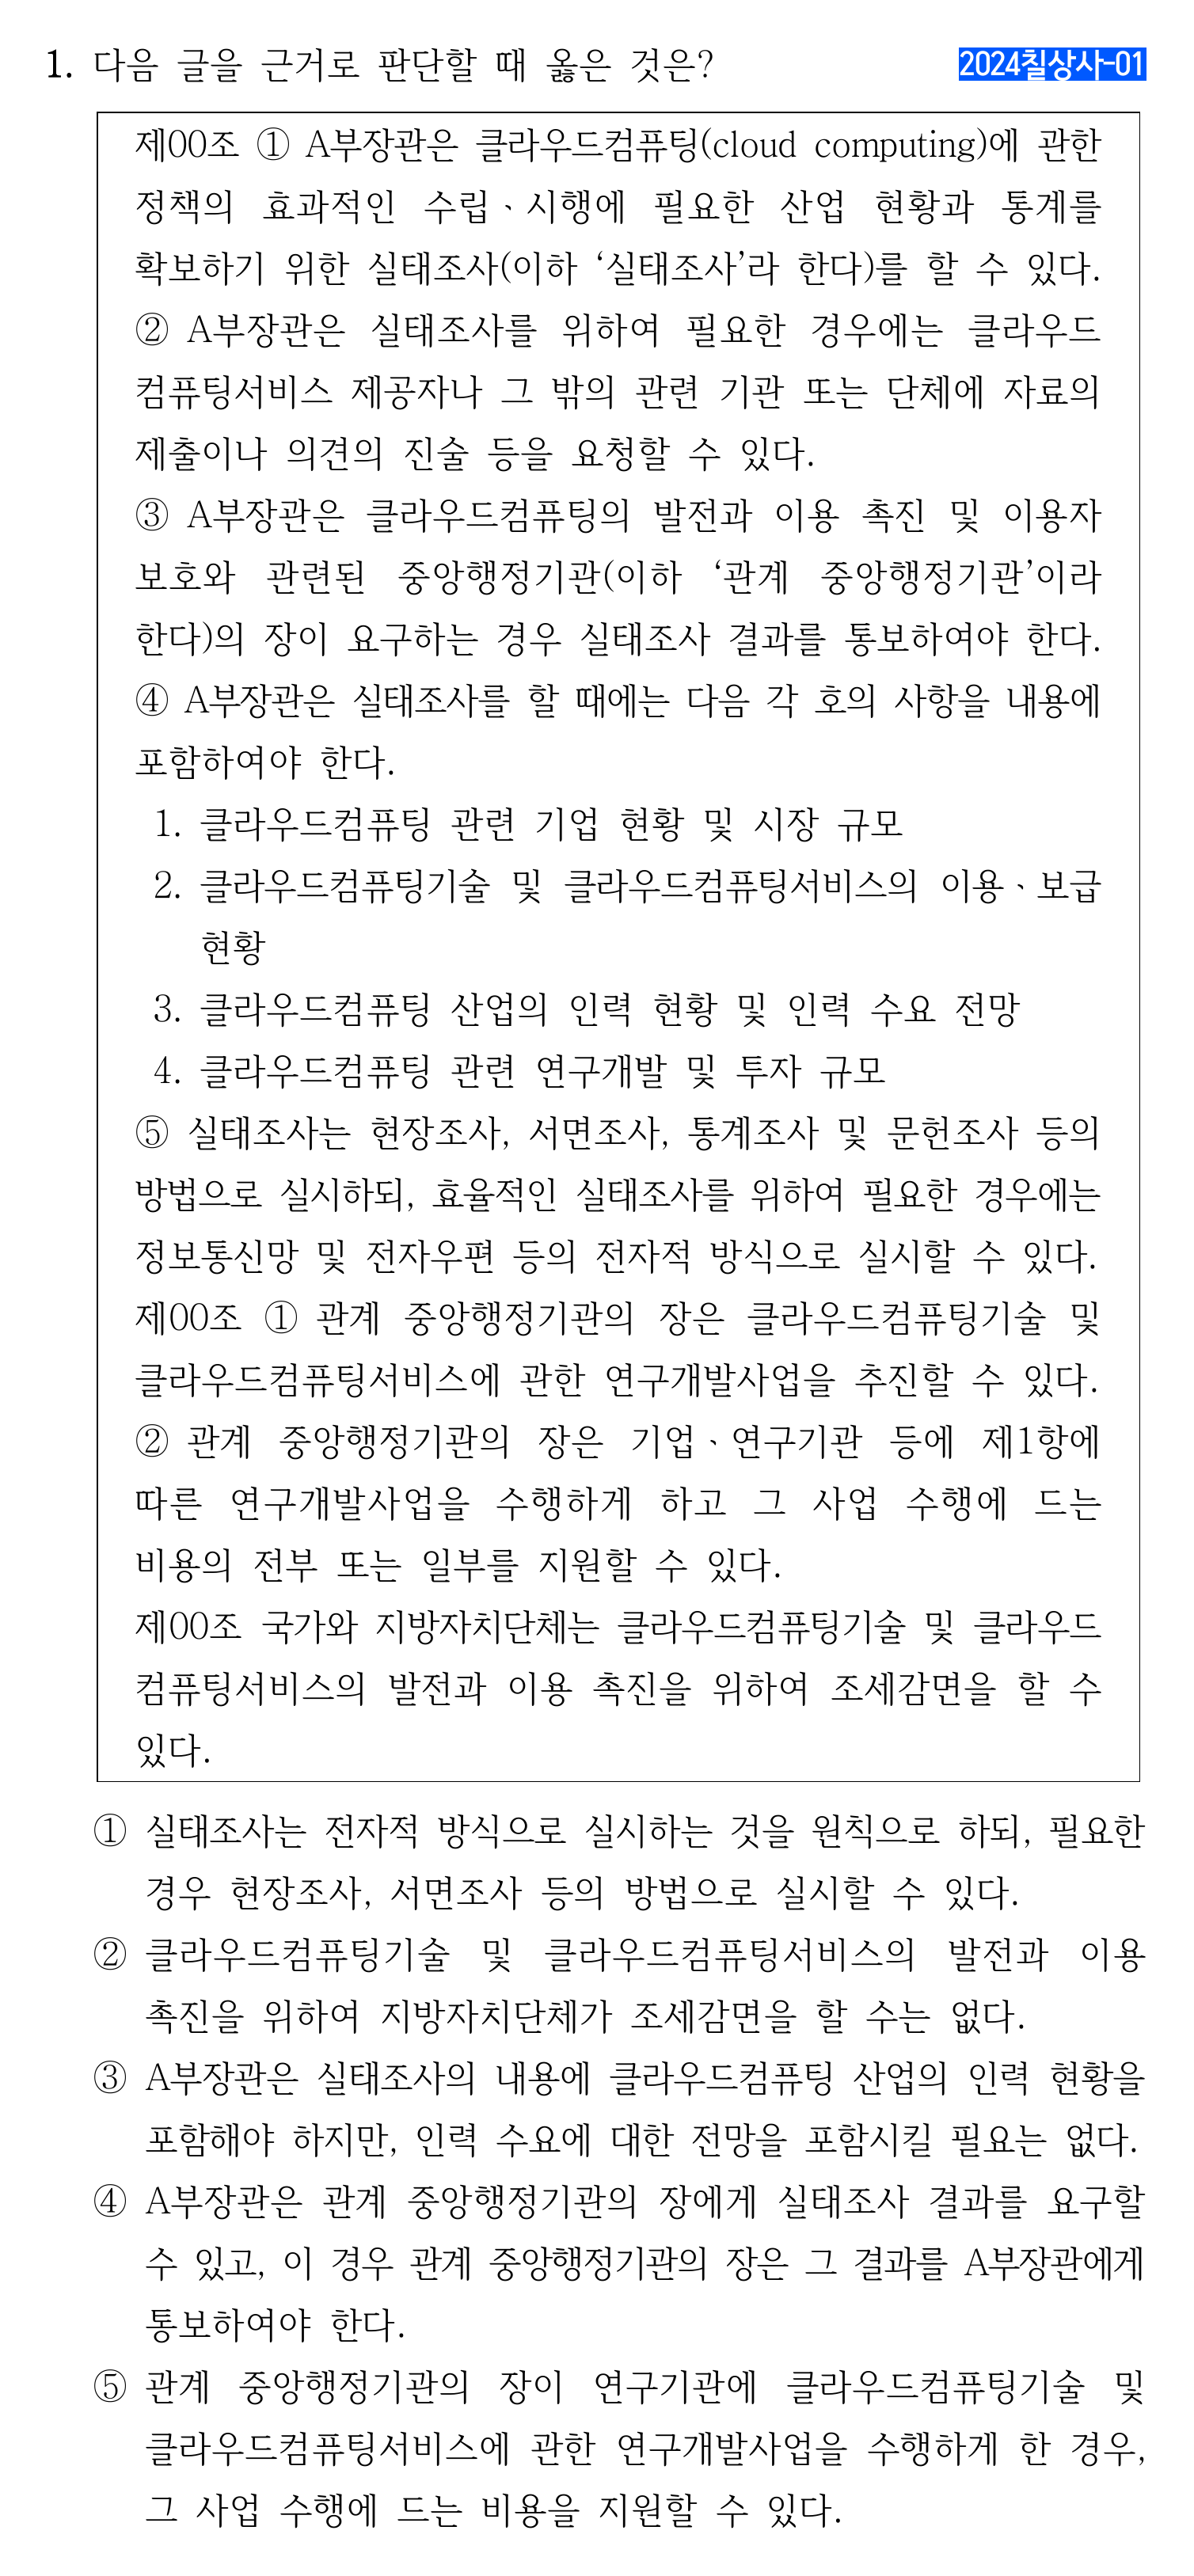 1. 다음 글을 근거로 판단할 때 옳은 것은?
2024칠상사-01
제00조 ① A부장관은 클라우드컴퓨팅(cloud computing)에 관한
정책의 효과적인 수립ㆍ시행에 필요한 산업 현황과 통계를
확보하기 위한 실태조사(이하 ‘실태조사’라 한다)를 할 수 있다.
② A부장관은 실태조사를 위하여 필요한 경우에는 클라우드
컴퓨팅서비스 제공자나 그 밖의 관련 기관 또는 단체에 자료의
제출이나 의견의 진술 등을 요청할 수 있다.
③ A부장관은 클라우드컴퓨팅의 발전과 이용 촉진 및 이용자
보호와 관련된 중앙행정기관(이하 ‘관계 중앙행정기관’이라
한다)의 장이 요구하는 경우 실태조사 결과를 통보하여야 한다.
④ A부장관은 실태조사를 할 때에는 다음 각 호의 사항을 내용에
포함하여야 한다.
1. 클라우드컴퓨팅 관련 기업 현황 및 시장 규모
2. 클라우드컴퓨팅기술 및 클라우드컴퓨팅서비스의 이용ㆍ보급
현황
3. 클라우드컴퓨팅 산업의 인력 현황 및 인력 수요 전망
4. 클라우드컴퓨팅 관련 연구개발 및 투자 규모
⑤ 실태조사는 현장조사, 서면조사, 통계조사 및 문헌조사 등의
방법으로 실시하되, 효율적인 실태조사를 위하여 필요한 경우에는
정보통신망 및 전자우편 등의 전자적 방식으로 실시할 수 있다.
제00조 ① 관계 중앙행정기관의 장은 클라우드컴퓨팅기술 및
클라우드컴퓨팅서비스에 관한 연구개발사업을 추진할 수 있다.
② 관계 중앙행정기관의 장은 기업ㆍ연구기관 등에 제1항에
따른 연구개발사업을 수행하게 하고 그 사업 수행에 드는
비용의 전부 또는 일부를 지원할 수 있다.
제00조 국가와 지방자치단체는 클라우드컴퓨팅기술 및 클라우드
컴퓨팅서비스의 발전과 이용 촉진을 위하여 조세감면을 할 수
있다.
① 실태조사는 전자적 방식으로 실시하는 것을 원칙으로 하되, 필요한
경우 현장조사, 서면조사 등의 방법으로 실시할 수 있다.
② 클라우드컴퓨팅기술 및 클라우드컴퓨팅서비스의 발전과 이용
촉진을 위하여 지방자치단체가 조세감면을 할 수는 없다.
③ A부장관은 실태조사의 내용에 클라우드컴퓨팅 산업의 인력 현황을
포함해야 하지만, 인력 수요에 대한 전망을 포함시킬 필요는 없다.
④ A부장관은 관계 중앙행정기관의 장에게 실태조사 결과를 요구할
수 있고, 이 경우 관계 중앙행정기관의 장은 그 결과를 A부장관에게
통보하여야 한다.
⑤ 관계 중앙행정기관의 장이 연구기관에 클라우드컴퓨팅기술 및
클라우드컴퓨팅서비스에 관한 연구개발사업을 수행하게 한 경우,
그 사업 수행에 드는 비용을 지원할 수 있다.